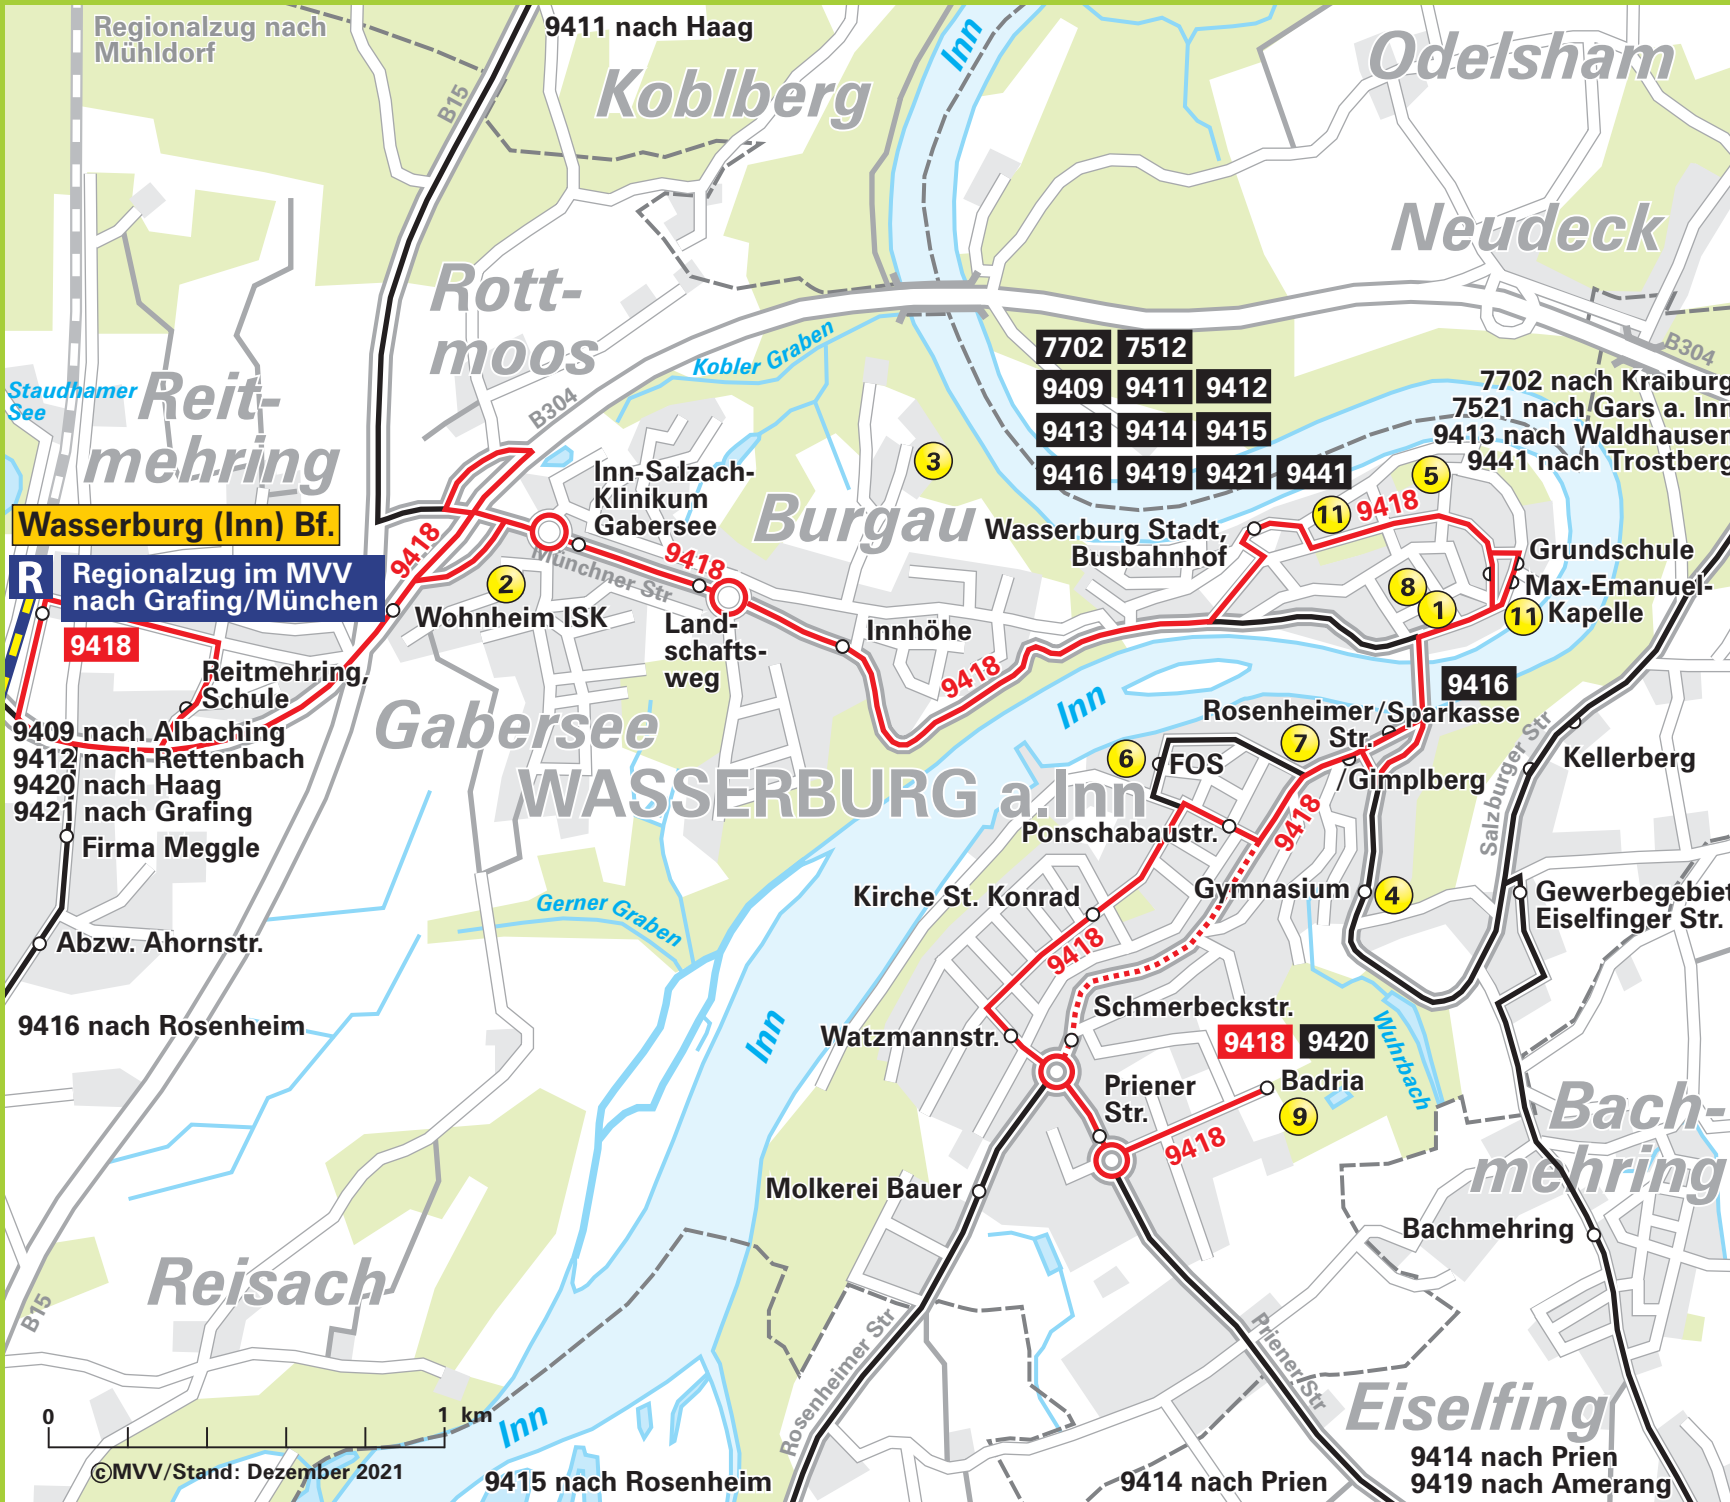 Regionalzug nach
Mühldorf
9411 nach Haag
Inn
Odelsham
Koblberg
B15
Neudeck
Rott-
moos
Kobler Graben
B304
B304
Staudhamer
See
Reit-
mehring
7702 7512
9409 9411 9412
9413 9414 9415
9416 9419 9421 9441
7702 nach Kraiburg
7521 nach Gars a. Inn
9413 nach Waldhausen
9441 nach Trostberg
3
5
11
9418
Inn-Salzach-
Klinikum
Gabersee
Burgau
Wasserburg Stadt,
Busbahnhof
Grundschule
Max-Emanuel-
Kapelle
8
1
11
Wasserburg (Inn) Bf.
R
Regionalzug im MVV
nach Grafing/München
9418
9418
9418
Münchner Str
2
Wohnheim ISK
Land-
schafts-
weg
Innhöhe
9418
Reitmehring,
Schule
9409 nach Albaching
9412 nach Rettenbach
9420 nach Haag
9421 nach Grafing
Firma Meggle
Abzw. Ahornstr.
9416 nach Rosenheim
Gabersee
WASSERBURG a.Inn
Inn
9416
Rosenheimer/Sparkasse
Str.
/Gimplberg
7
6
FOS
Ponschabaustr.
9418
Salzburger Str
Kellerberg
Kirche St. Konrad
Gymnasium
4
Gewerbegebiet
Eiselfinger Str.
Gerner Graben
9418
Inn
Watzmannstr.
Schmerbeckstr.
9418 9420
Wuhrbach
Priener
Str.
Badria
9
9418
Bach-
mehring
Molkerei Bauer
Bachmehring
Reisach
B15
Rosenheimer Str
Priener Str
Eiselfing
0
1 km
Inn
©MVV/Stand: Dezember 2021
9415 nach Rosenheim
9414 nach Prien
9414 nach Prien
9419 nach Amerang